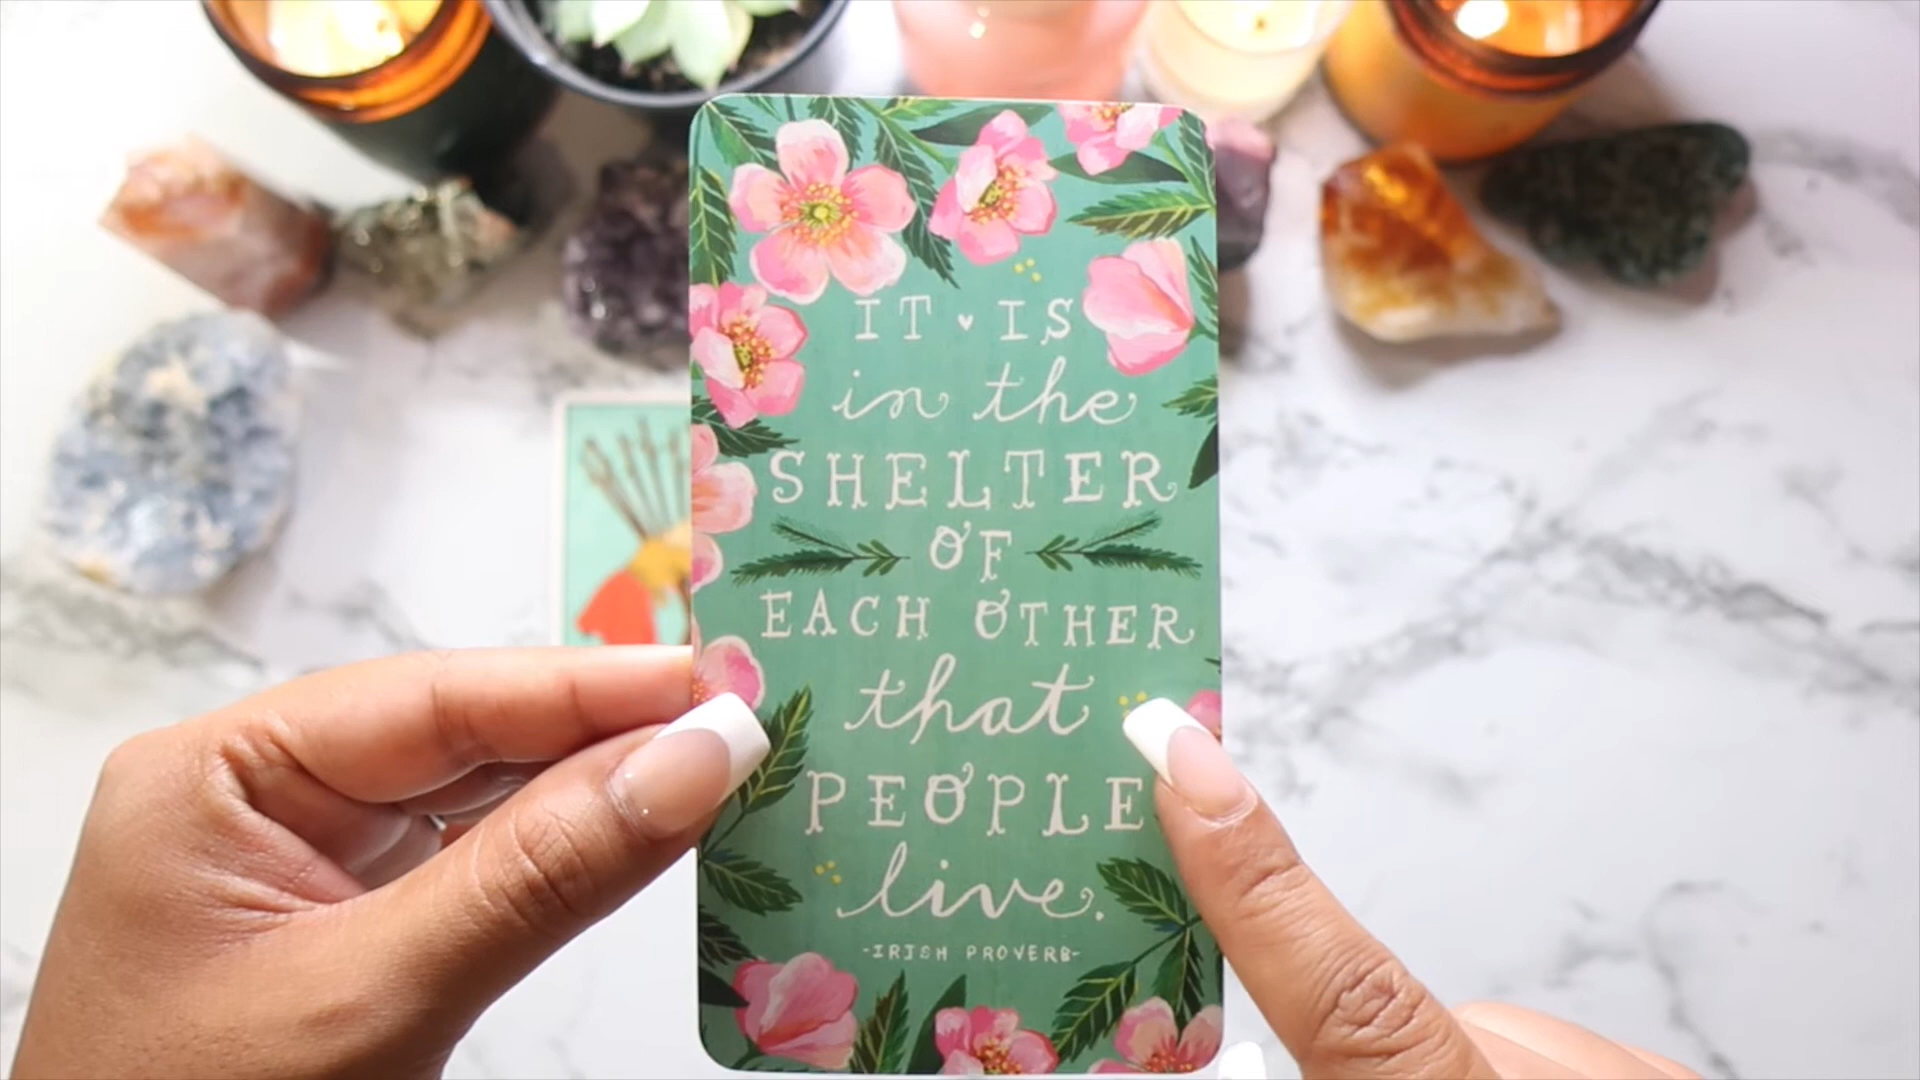 IT ♥ IS
in the
SHELTER
OF
EACH OTHER
that
PEOPLE
live.
-IRISH PROVERB-